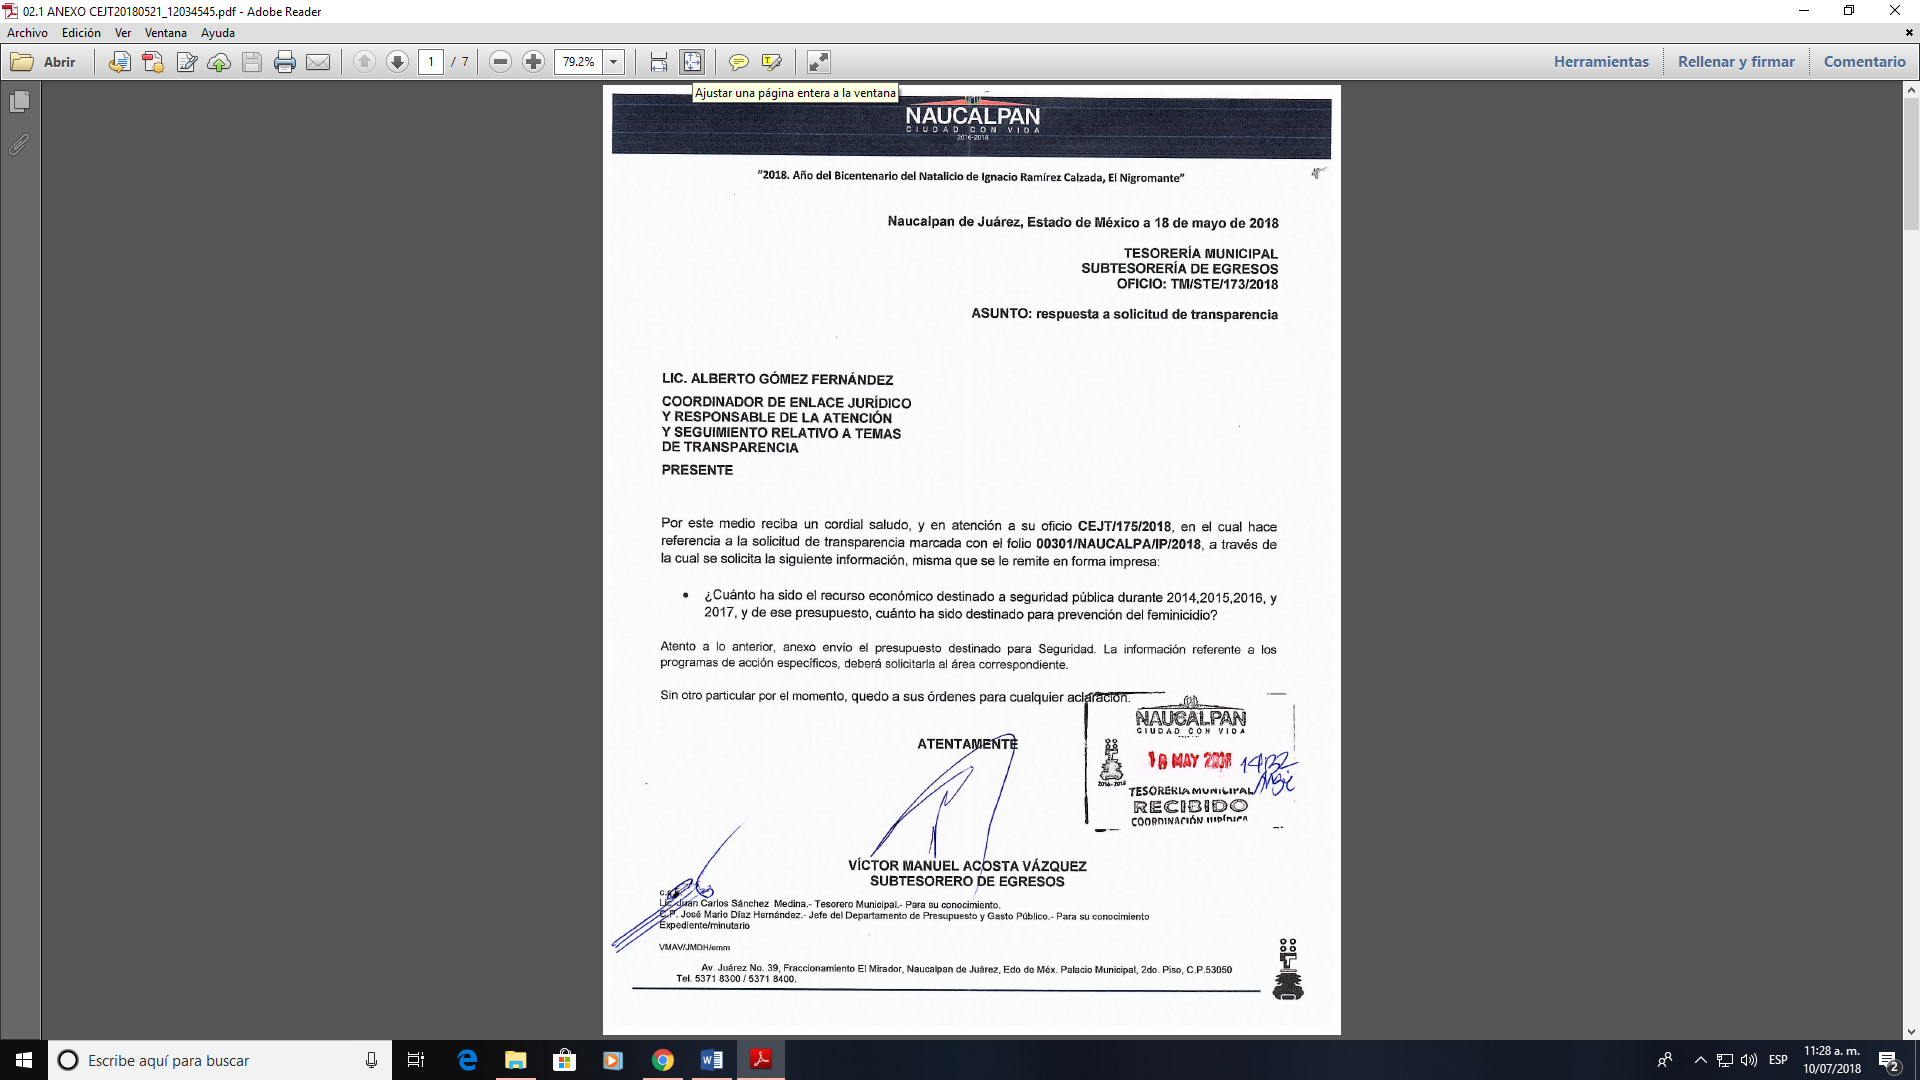 02.1 ANEXO CEJT20180521_12034545.pdf - Adobe Reader
Archivo Edición Ver Ventana Ayuda
Abrir 1 / 7 79.2% Herramientas Rellenar y firmar Comentario
Ajustar una página entera a la ventana
NAUCALPAN
CIUDAD CON VIDA
2016-2018
“2018. Año del Bicentenario del Natalicio de Ignacio Ramírez Calzada, El Nigromante”
Naucalpan de Juárez, Estado de México a 18 de mayo de 2018
TESORERÍA MUNICIPAL
SUBTESORERÍA DE EGRESOS
OFICIO: TM/STE/173/2018
ASUNTO: respuesta a solicitud de transparencia
LIC. ALBERTO GÓMEZ FERNÁNDEZ
COORDINADOR DE ENLACE JURÍDICO
Y RESPONSABLE DE LA ATENCIÓN
Y SEGUIMIENTO RELATIVO A TEMAS
DE TRANSPARENCIA
PRESENTE
Por este medio reciba un cordial saludo, y en atención a su oficio CEJT/175/2018, en el cual hace
referencia a la solicitud de transparencia marcada con el folio 00301/NAUCALPA/IP/2018, a través de
la cual se solicita la siguiente información, misma que se le remite en forma impresa:
• ¿Cuánto ha sido el recurso económico destinado a seguridad pública durante 2014,2015,2016, y
2017, y de ese presupuesto, cuánto ha sido destinado para prevención del feminicidio?
Atento a lo anterior, anexo envío el presupuesto destinado para Seguridad. La información referente a los
programas de acción específicos, deberá solicitarla al área correspondiente.
Sin otro particular por el momento, quedo a sus órdenes para cualquier aclaración.
NAUCALPAN
CIUDAD CON VIDA
ATENTAMENTE
18 MAY 2018
2016-2018
TESORERÍA MUNICIPAL
RECIBIDO
COORDINACIÓN JURÍDICA
VÍCTOR MANUEL ACOSTA VÁZQUEZ
SUBTESORERO DE EGRESOS
Lic. Juan Carlos Sánchez Medina.- Tesorero Municipal.- Para su conocimiento.
C.P. José Mario Díaz Hernández.- Jefe del Departamento de Presupuesto y Gasto Público.- Para su conocimiento
Expediente/minutario
VMAV/JMDH/emm
Av. Juárez No. 39, Fraccionamiento El Mirador, Naucalpan de Juárez, Edo de Méx. Palacio Municipal, 2do. Piso, C.P.53050
Tel. 5371 8300 / 5371 8400.
Escribe aquí para buscar
ESP
11:28 a. m.
10/07/2018
2